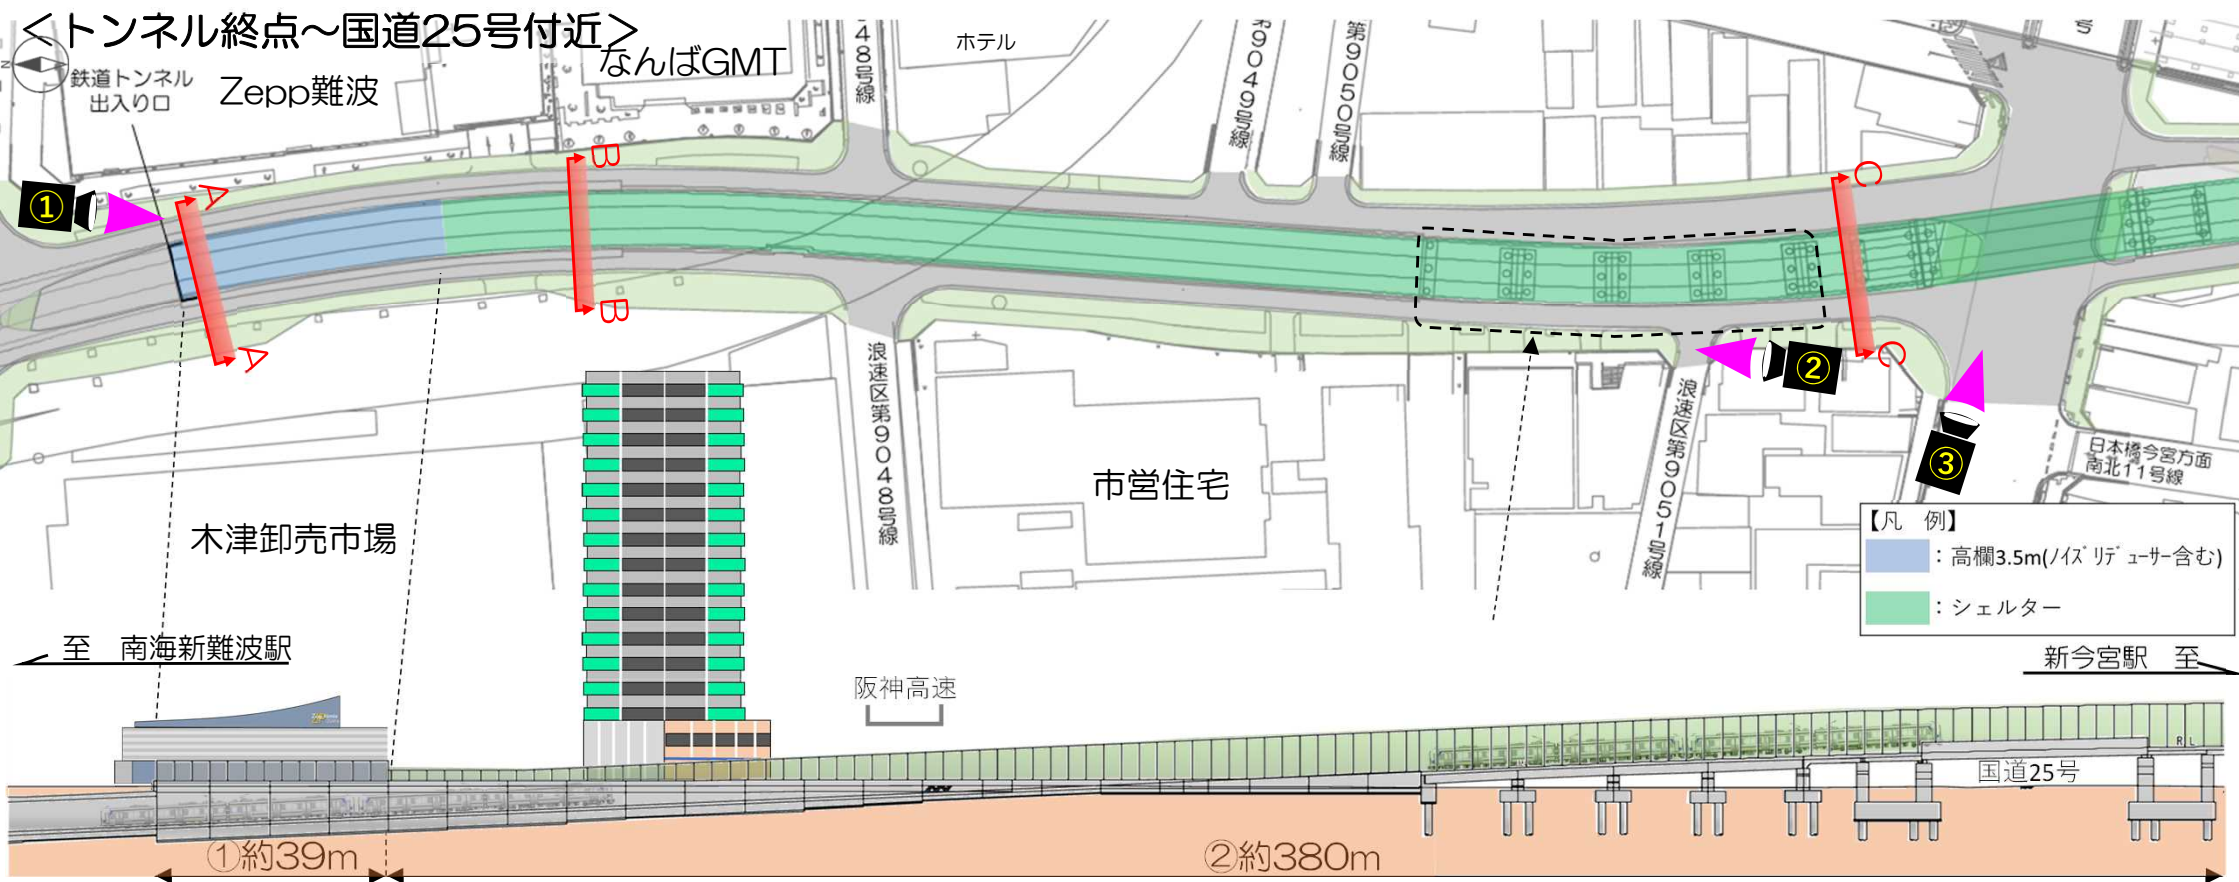 ＜トンネル終点～国道25号付近＞
N
鉄道トンネル
出入り口
Zepp難波
なんばGMT
48号線
ホテル
第9049号線
第9050号線
号
①
A
A
B
B
C
C
②
③
浪速区第9048号線
市営住宅
浪速区第9051号線
日本橋今宮方面
南北11号線
木津卸売市場
【凡　例】
：高欄3.5m(ﾉｲｽﾞﾘﾃﾞｭｰｻｰ含む)
：シェルター
至　南海新難波駅
新今宮駅　至
阪神高速
R L
国道25号
①約39m
②約380m